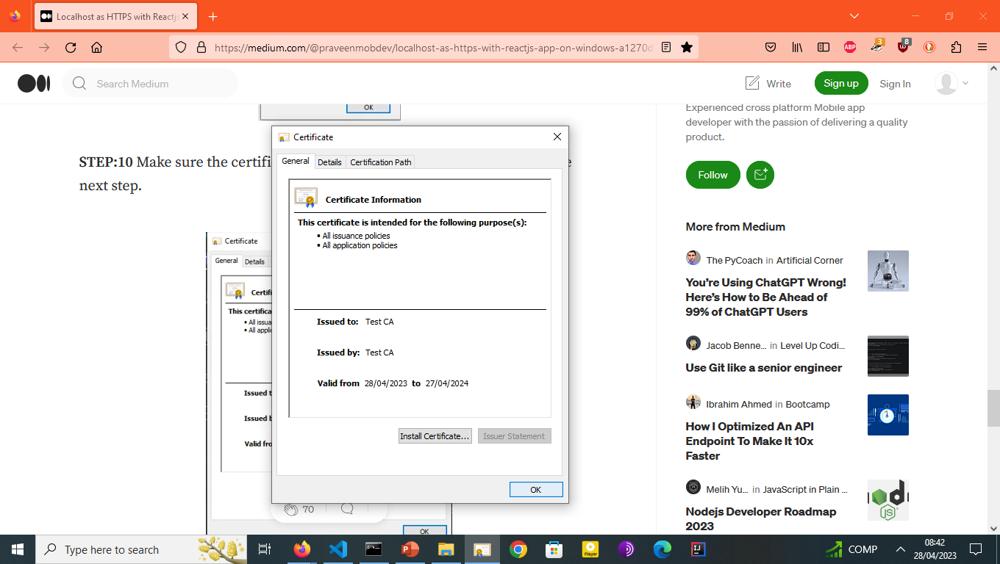 Localhost as HTTPS with Reactjs
https://medium.com/@praveenmobdev/localhost-as-https-with-reactjs-app-on-windows-a1270d
ABP
3
8
Search Medium
Write
Sign up
Sign In
OK
STEP:10 Make sure the certifi
e
next step.
Certificate
General
Details
Certifi
This certifica
• All issua
• All appli
Issued t
Issued b
Valid fro
OK
70
Certificate
General
Details
Certification Path
Certificate Information
This certificate is intended for the following purpose(s):
• All issuance policies
• All application policies
Issued to: Test CA
Issued by: Test CA
Valid from 28/04/2023 to 27/04/2024
Install Certificate...
Issuer Statement
OK
Experienced cross platform Mobile app
developer with the passion of delivering a quality
product.
Follow
More from Medium
The PyCoach in Artificial Corner
You're Using ChatGPT Wrong!
Here's How to Be Ahead of
99% of ChatGPT Users
Jacob Benne... in Level Up Codi...
Use Git like a senior engineer
Ibrahim Ahmed in Bootcamp
How I Optimized An API
Endpoint To Make It 10x
Faster
Melih Yu... in JavaScript in Plain ...
Nodejs Developer Roadmap
2023
JS
Type here to search
Player
IJ
COMP
08:42
28/04/2023